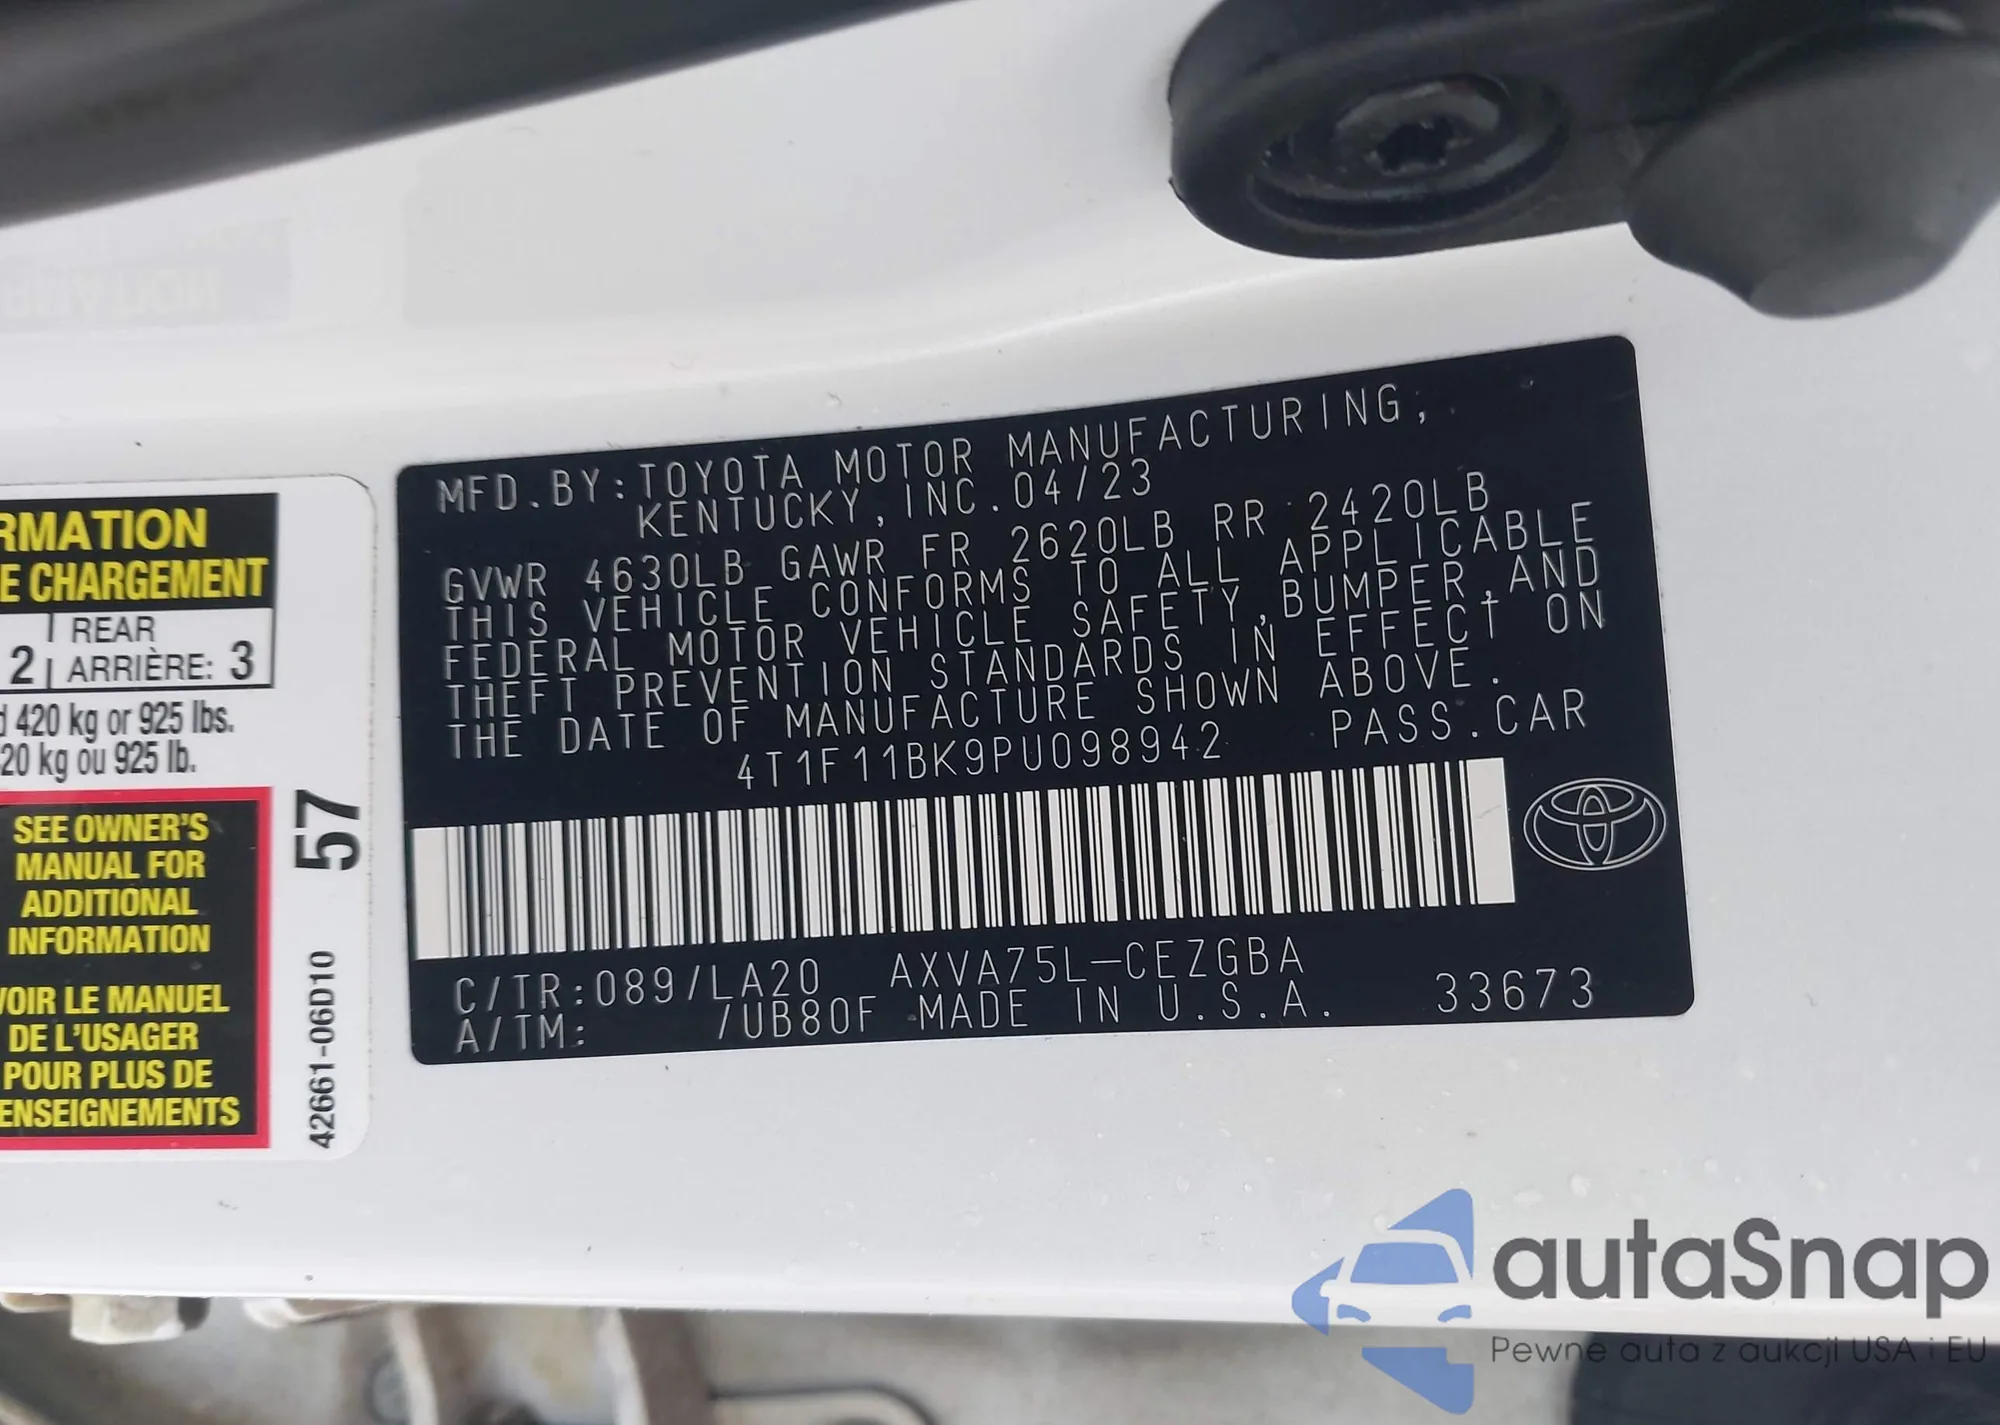 RMATION
E CHARGEMENT
2 REAR
ARRIÈRE: 3
420 kg or 925 lbs.
20 kg ou 925 lb.
SEE OWNER'S
MANUAL FOR
ADDITIONAL
INFORMATION
VOIR LE MANUEL
DE L'USAGER
POUR PLUS DE
ENSEIGNEMENTS
57
42661-06D10
MFD.BY:TOYOTA MOTOR MANUFACTURING,
KENTUCKY,INC.04/23
GVWR 4630LB GAWR FR 2620LB RR 2420LB
THIS VEHICLE CONFORMS TO ALL APPLICABLE
FEDERAL MOTOR VEHICLE SAFETY,BUMPER,AND
THEFT PREVENTION STANDARDS IN EFFECT ON
THE DATE OF MANUFACTURE SHOWN ABOVE.
4T1F11BK9PU098942 PASS.CAR
C/TR:089/LA20 AXVA75L-CEZGBA
A/TM: /UB80F MADE IN U.S.A. 33673
autaSnap
Pewne auta z aukcji USA i EU